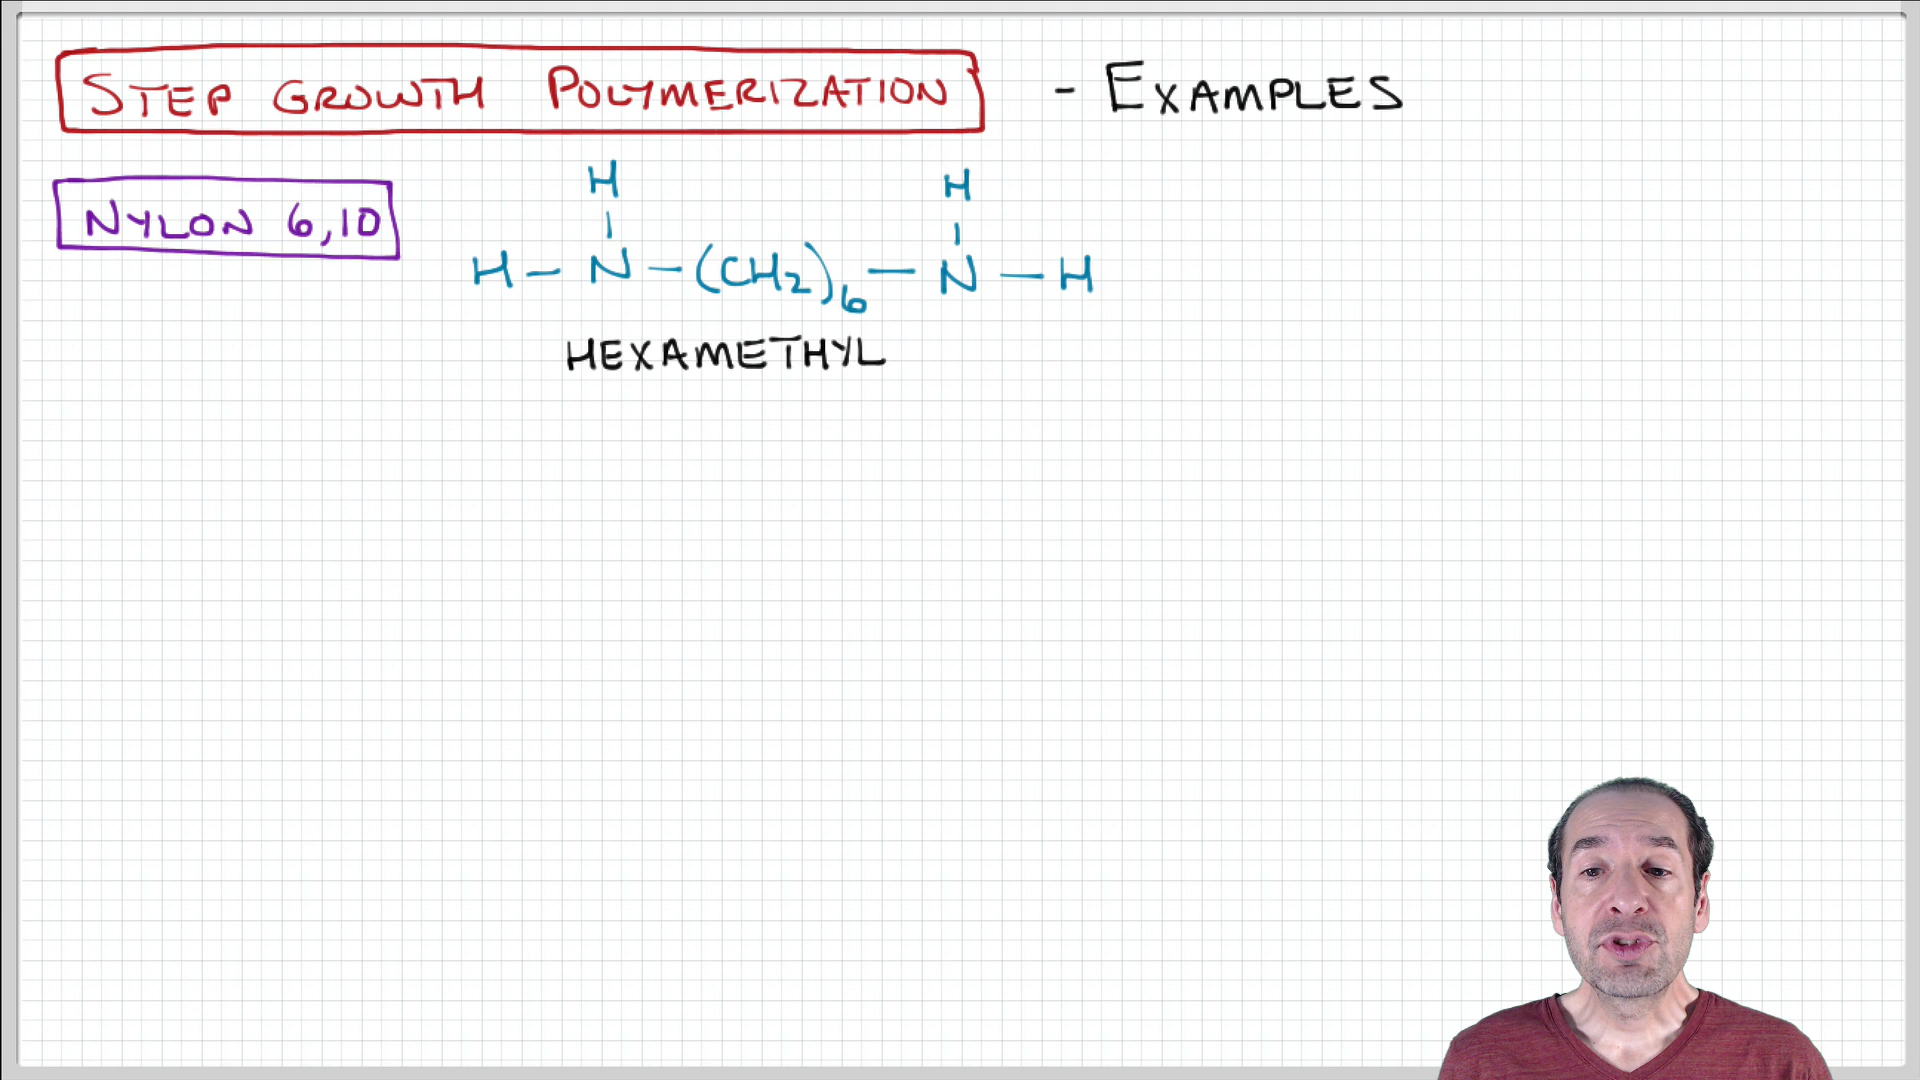 STEP GROWTH POLYMERIZATION - EXAMPLES
NYLON 6,10
H H
H - N - (CH2)6 - N - H
HEXAMETHYL